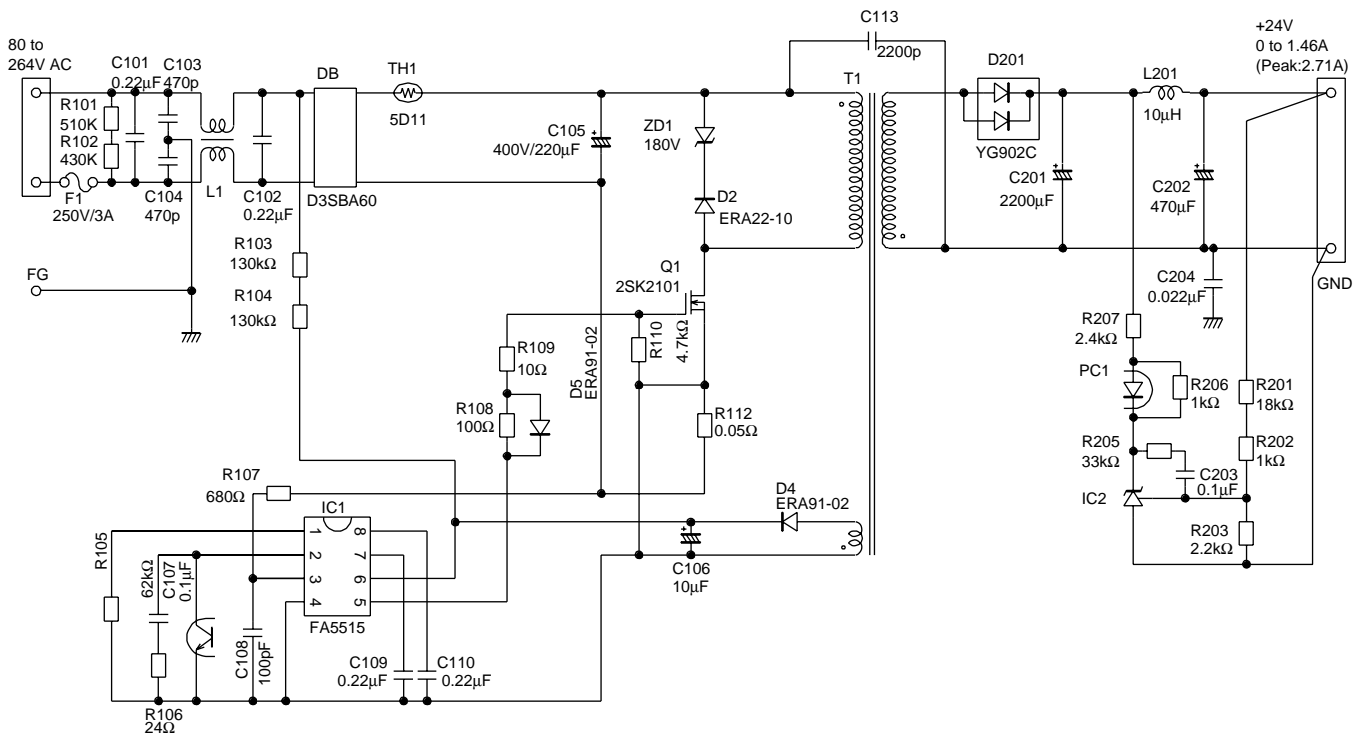 80 to
264V AC
C101
0.22μF
C103
470p
R101
510K
R102
430K
F1
250V/3A
C104
470p
L1
C102
0.22μF
DB
D3SBA60
TH1
5D11
C105
400V/220μF
ZD1
180V
D2
ERA22-10
C113
2200p
T1
D201
YG902C
L201
10μH
+24V
0 to 1.46A
(Peak:2.71A)
C201
2200μF
C202
470μF
C204
0.022μF
GND
FG
R103
130kΩ
R104
130kΩ
Q1
2SK2101
R110
4.7kΩ
R109
10Ω
D5
ERA91-02
R108
100Ω
R112
0.05Ω
R207
2.4kΩ
PC1
R206
1kΩ
R201
18kΩ
R205
33kΩ
R202
1kΩ
C203
0.1μF
IC2
R203
2.2kΩ
R107
680Ω
IC1
1
2
3
4
8
7
6
5
FA5515
D4
ERA91-02
C106
10μF
R105
62kΩ
C107
0.1μF
C108
100pF
C109
0.22μF
C110
0.22μF
R106
24Ω